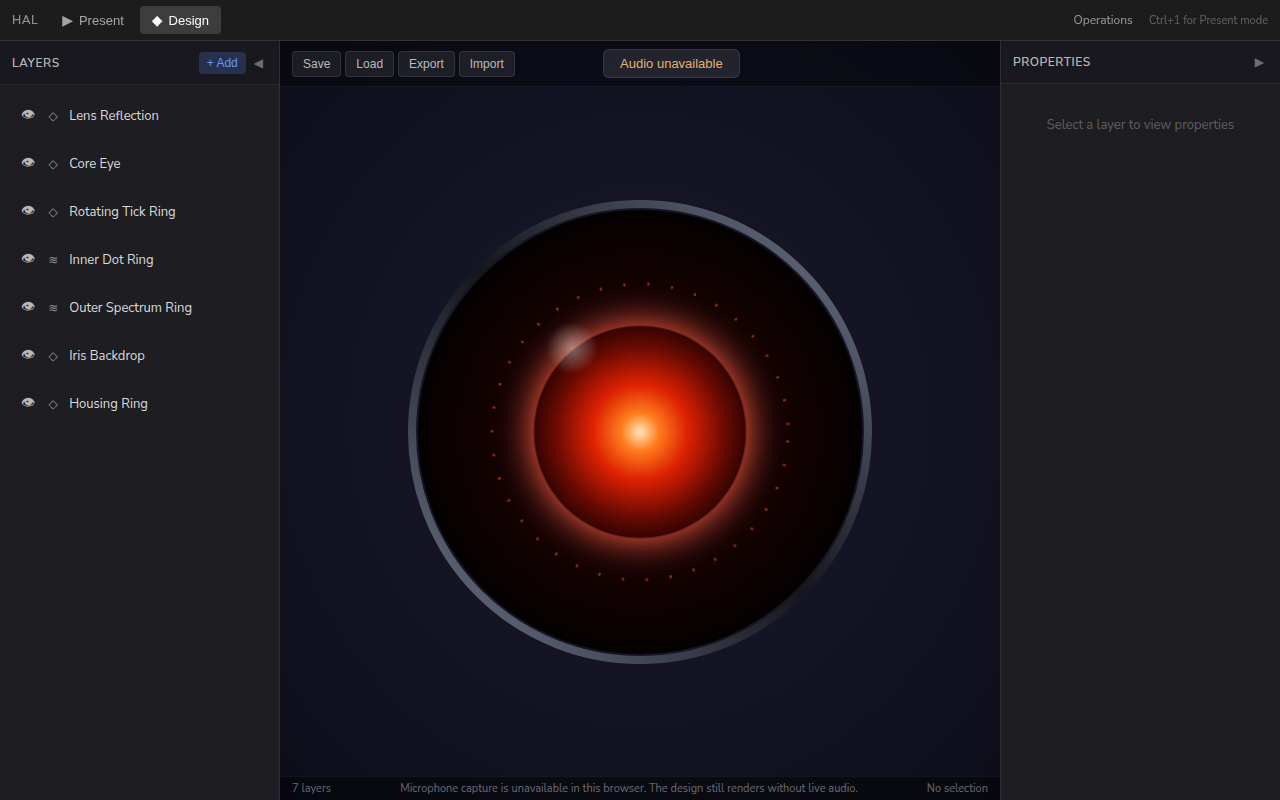 HAL ▶ Present ◆ Design Operations Ctrl+1 for Present mode
LAYERS + Add ◀
Save Load Export Import Audio unavailable
PROPERTIES ▶
Lens Reflection
Core Eye
Rotating Tick Ring
Inner Dot Ring
Outer Spectrum Ring
Iris Backdrop
Housing Ring
Select a layer to view properties
7 layers Microphone capture is unavailable in this browser. The design still renders without live audio. No selection